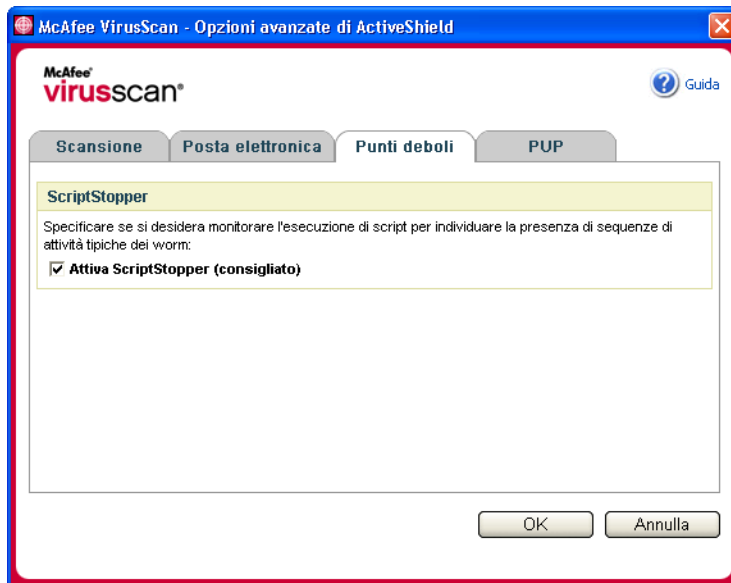 McAfee VirusScan - Opzioni avanzate di ActiveShield
McAfee®
virusscan®
Guida
Scansione
Posta elettronica
Punti deboli
PUP
ScriptStopper
Specificare se si desidera monitorare l'esecuzione di script per individuare la presenza di sequenze di
attività tipiche dei worm:
Attiva ScriptStopper (consigliato)
OK
Annulla